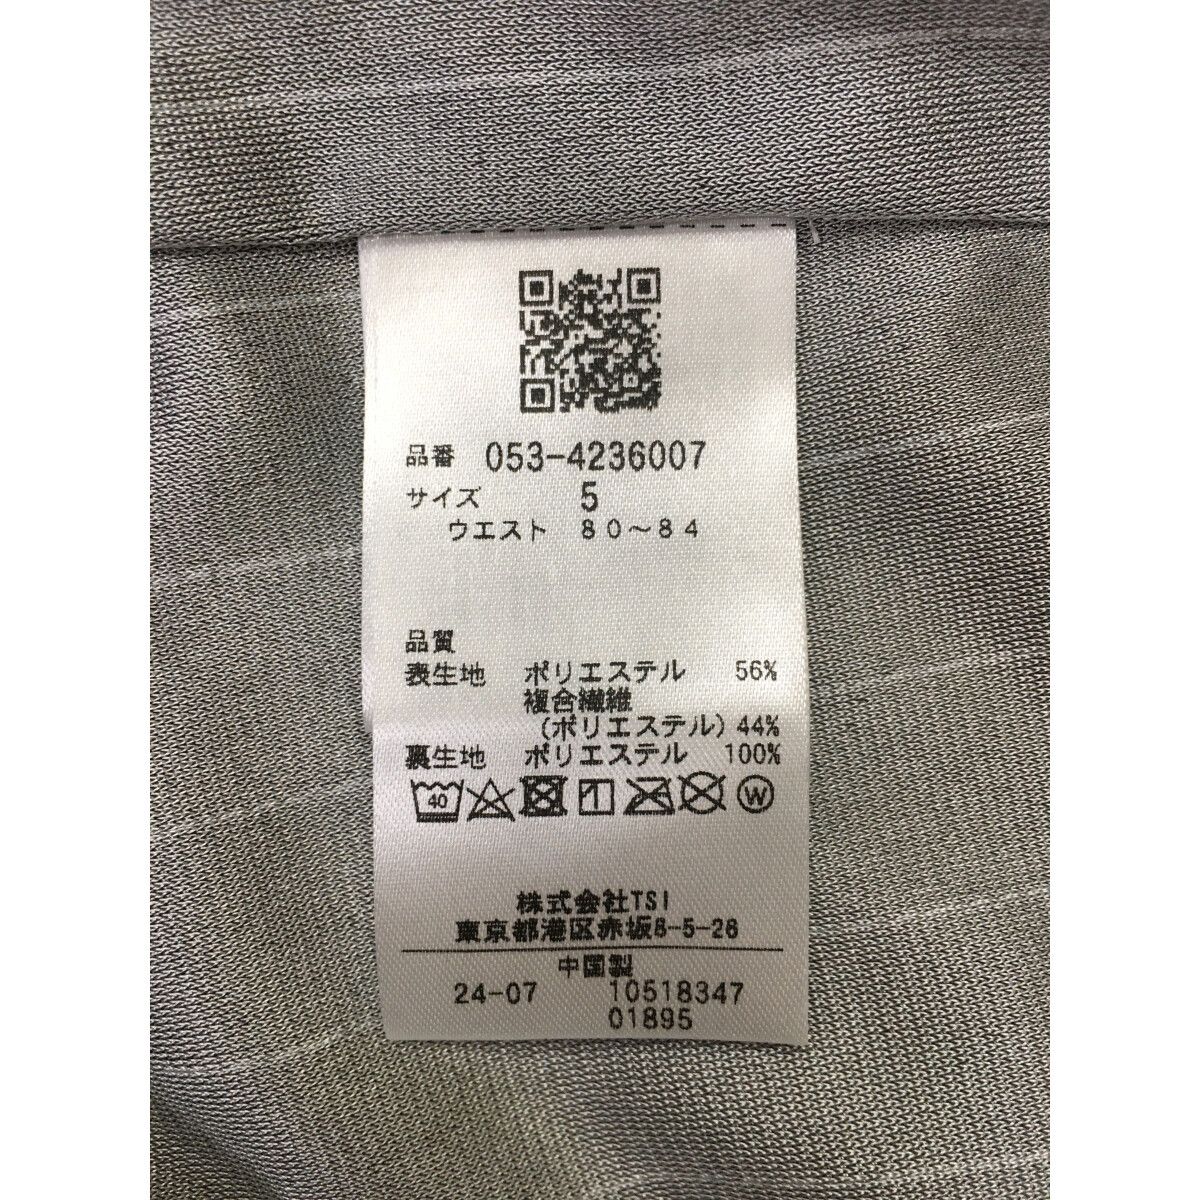 品番 053-4236007
サイズ 5
ウエスト 80～84
品質
表生地 ポリエステル 56%
複合繊維
(ポリエステル) 44%
裏生地 ポリエステル 100%
40 W
株式会社TSI
東京都港区赤坂8-5-28
中国製
24-07 10518347
01895